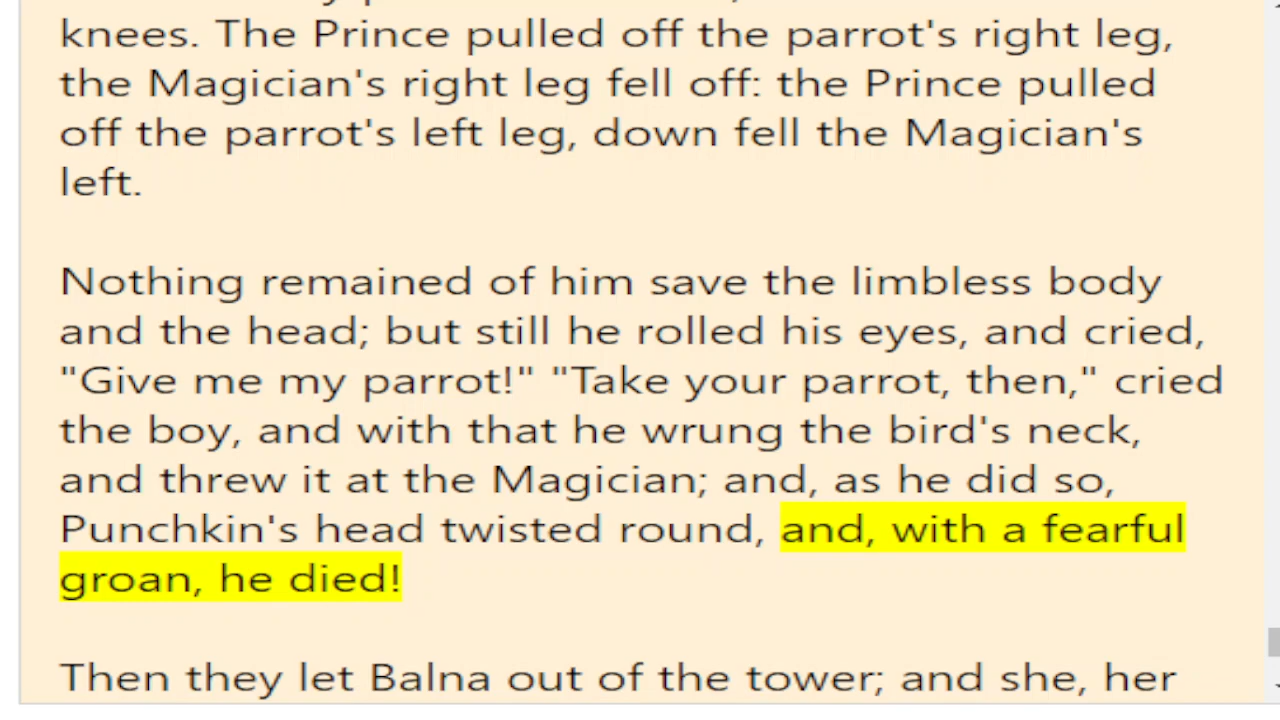 knees. The Prince pulled off the parrot's right leg,
the Magician's right leg fell off: the Prince pulled
off the parrot's left leg, down fell the Magician's
left.
Nothing remained of him save the limbless body
and the head; but still he rolled his eyes, and cried,
"Give me my parrot!" "Take your parrot, then," cried
the boy, and with that he wrung the bird's neck,
and threw it at the Magician; and, as he did so,
Punchkin's head twisted round, and, with a fearful
groan, he died!
Then they let Balna out of the tower; and she, her